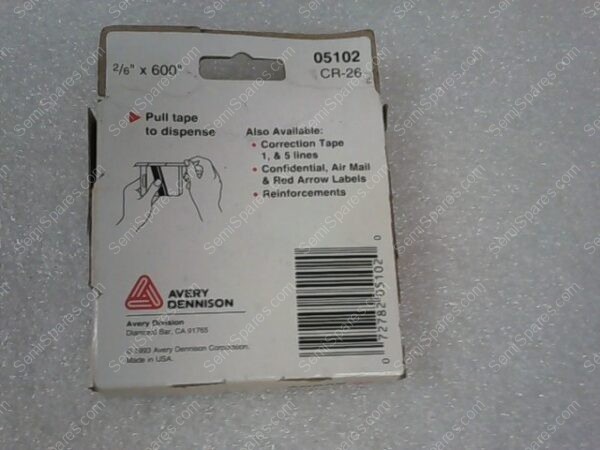 2/6" x 600"
05102
CR-26
Pull tape
to dispense
Also Available:
• Correction Tape
1, & 5 lines
• Confidential, Air Mail
& Red Arrow Labels
• Reinforcements
AVERY
DENNISON
Avery Division
Diamond Bar, CA 91765
© 1993 Avery Dennison Corporation.
Made in USA.
0 72782 05102 0
SemiSpares.com